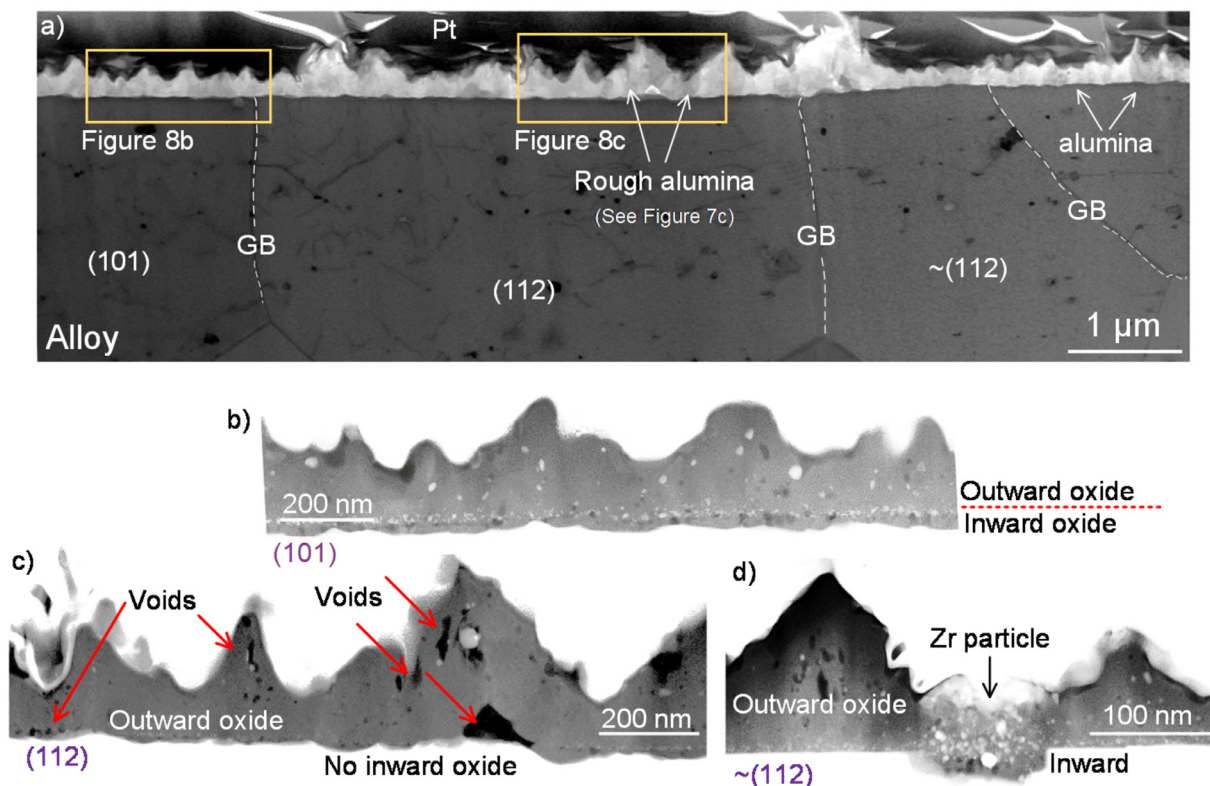 a)
Pt
Figure 8b
Figure 8c
Rough alumina
(See Figure 7c)
alumina
GB
GB
GB
(101)
(112)
~(112)
Alloy
1 µm
b)
200 nm
Outward oxide
Inward oxide
(101)
c)
Voids
Voids
Outward oxide
200 nm
(112)
No inward oxide
d)
Zr particle
Outward oxide
100 nm
Inward
~(112)